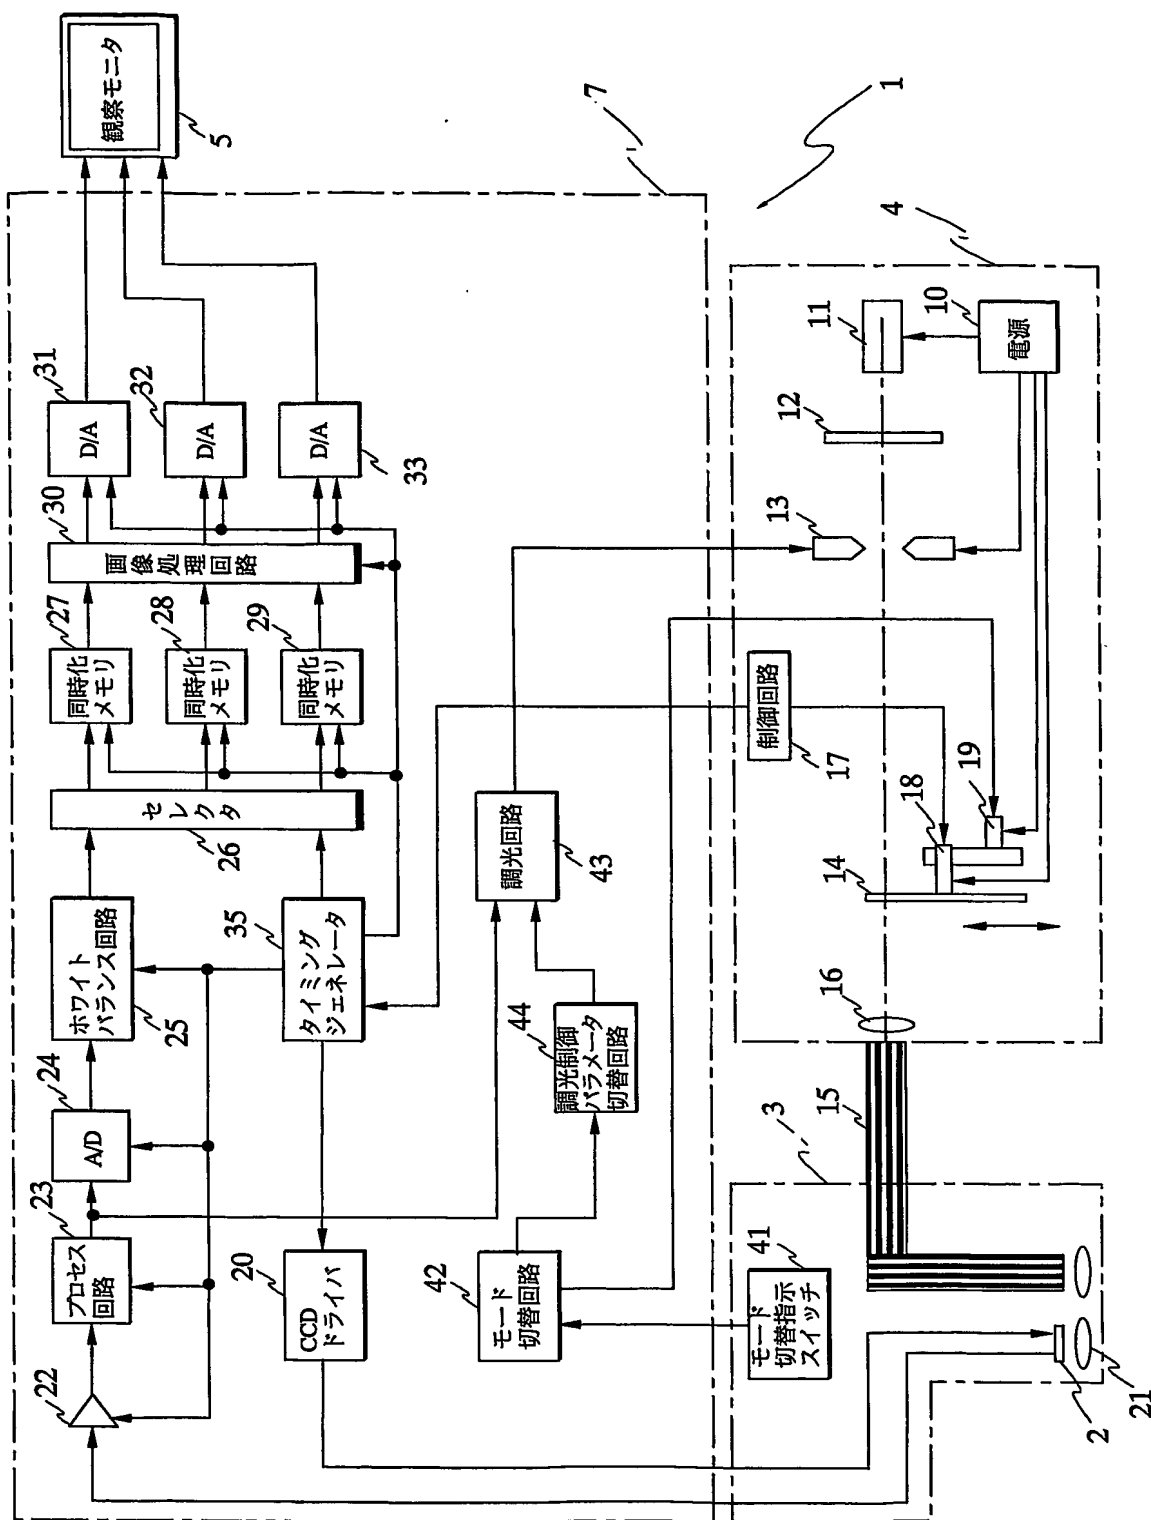 観察モニタ
5
7
1
31
D/A
32
D/A
D/A
33
30
画像処理回路
27
同時化
メモリ
28
同時化
メモリ
29
同時化
メモリ
セレクタ
26
ホワイト
バランス回路
25
24
A/D
23
プロセス
回路
22
35
タイミング
ジェネレータ
20
CCD
ドライバ
調光回路
43
44
調光制御
パラメータ
切替回路
42
モード
切替回路
4
11
10
電源
12
13
制御回路
17
18
19
14
16
15
3
41
モード
切替指示
スイッチ
2
21